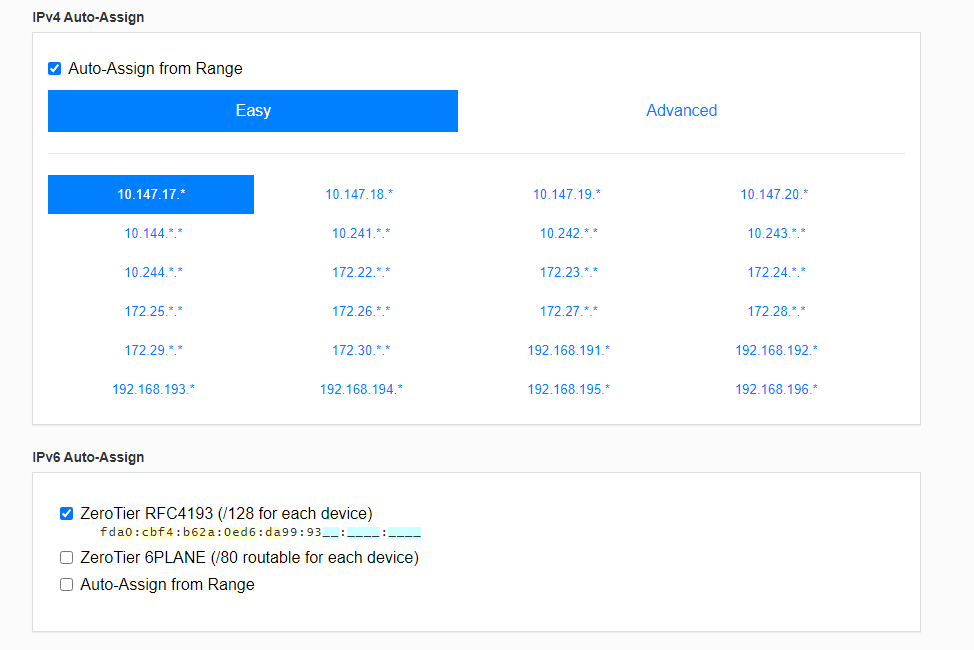 IPv4 Auto-Assign
Auto-Assign from Range
Easy Advanced
10.147.17.* 10.147.18.* 10.147.19.* 10.147.20.*
10.144.*.* 10.241.*.* 10.242.*.* 10.243.*.*
10.244.*.* 172.22.*.* 172.23.*.* 172.24.*.*
172.25.*.* 172.26.*.* 172.27.*.* 172.28.*.*
172.29.*.* 172.30.*.* 192.168.191.* 192.168.192.*
192.168.193.* 192.168.194.* 192.168.195.* 192.168.196.*
IPv6 Auto-Assign
ZeroTier RFC4193 (/128 for each device)
fda0:cbf4:b62a:0ed6:da99:93__:____:____
ZeroTier 6PLANE (/80 routable for each device)
Auto-Assign from Range